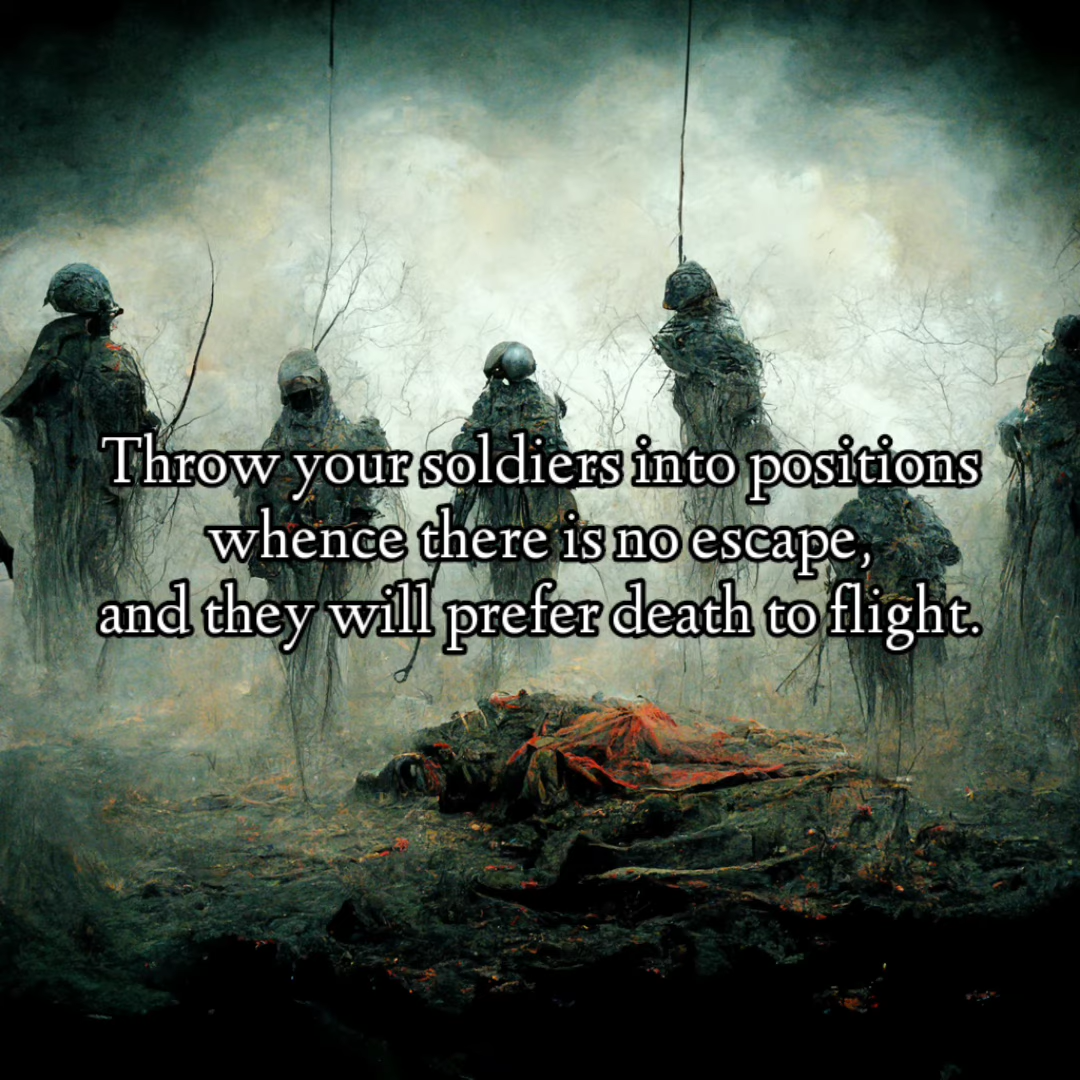 Throw your soldiers into positions
whence there is no escape,
and they will prefer death to flight.